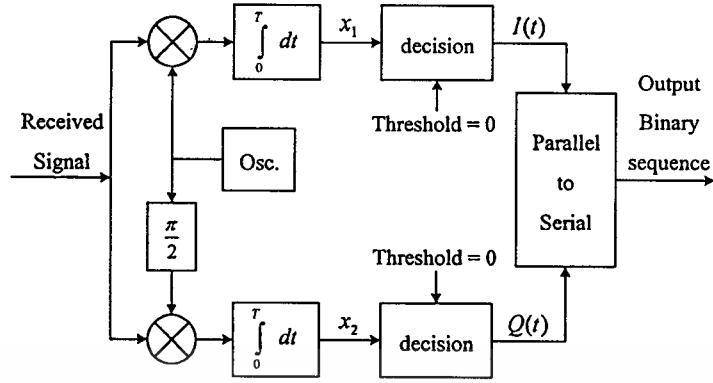 T
∫ dt
0
x₁
decision
I(t)
Threshold = 0
Output
Binary
sequence
Received
Signal
Osc.
Parallel
to
Serial
π
2
Threshold = 0
T
∫ dt
0
x₂
decision
Q(t)